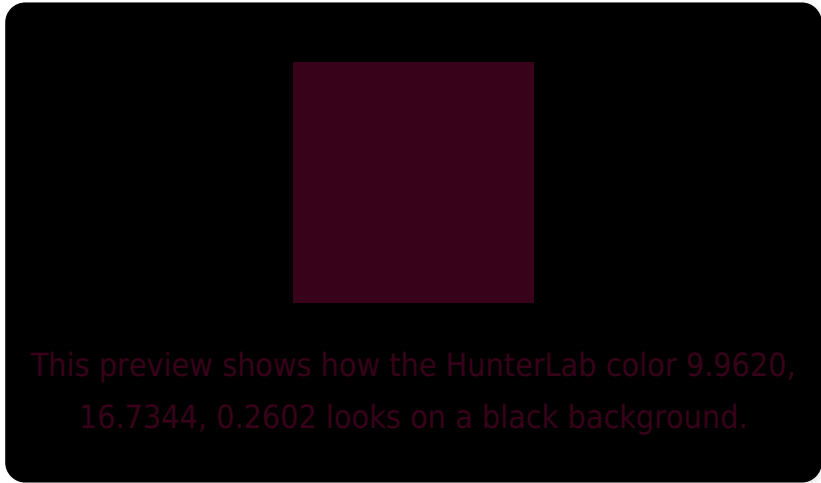 This preview shows how the HunterLab color 9.9620,
16.7344, 0.2602 looks on a black background.